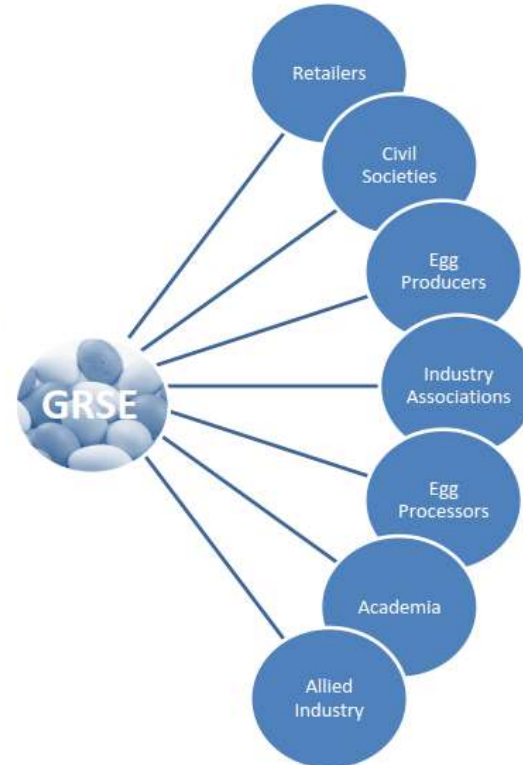 Retailers
Civil
Societies
Egg
Producers
GRSE
Industry
Associations
Egg
Processors
Academia
Allied
Industry